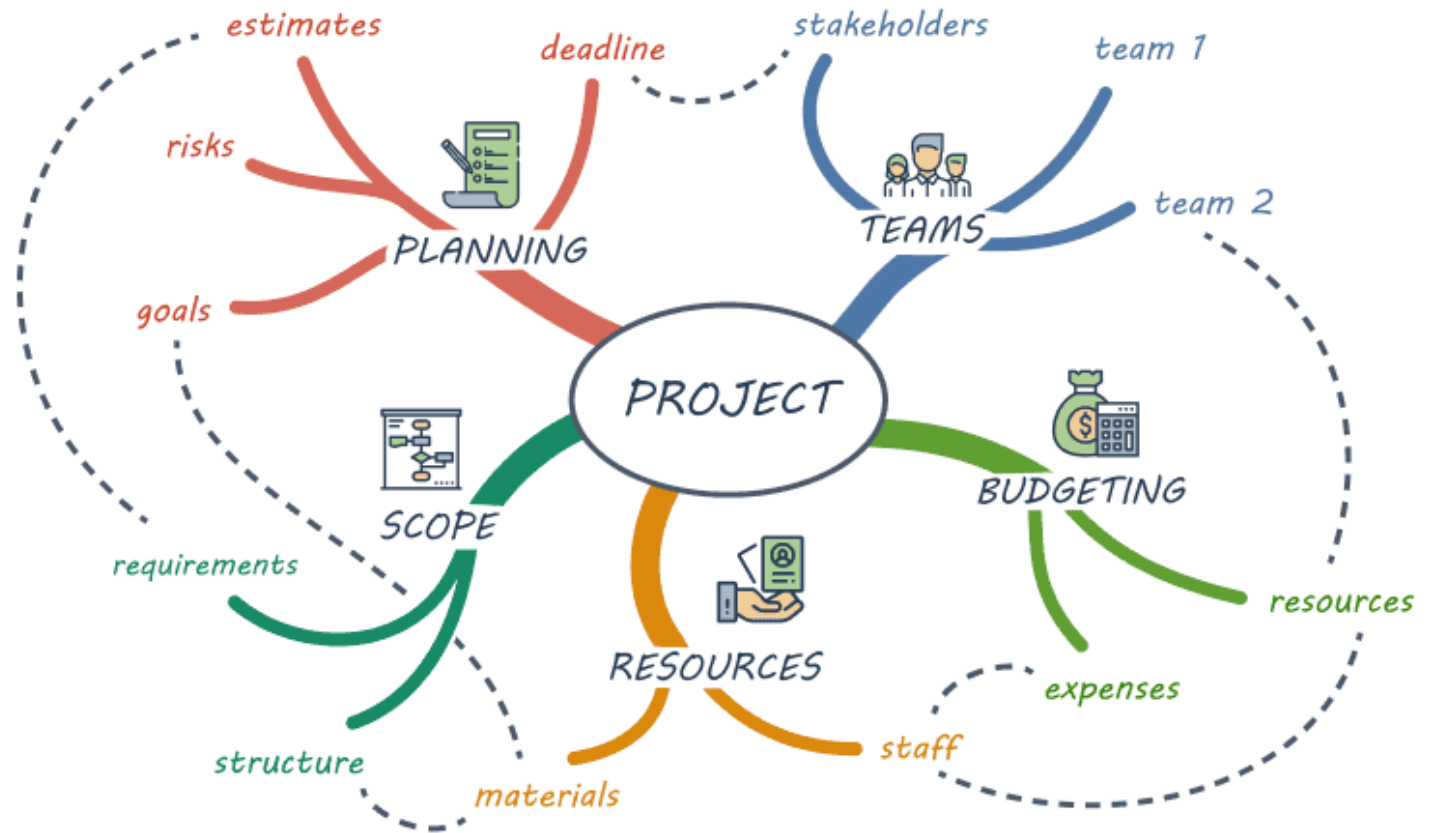 estimates
deadline
stakeholders
team 1
risks
team 2
PLANNING
TEAMS
goals
PROJECT
$
BUDGETING
SCOPE
requirements
resources
RESOURCES
expenses
staff
structure
materials